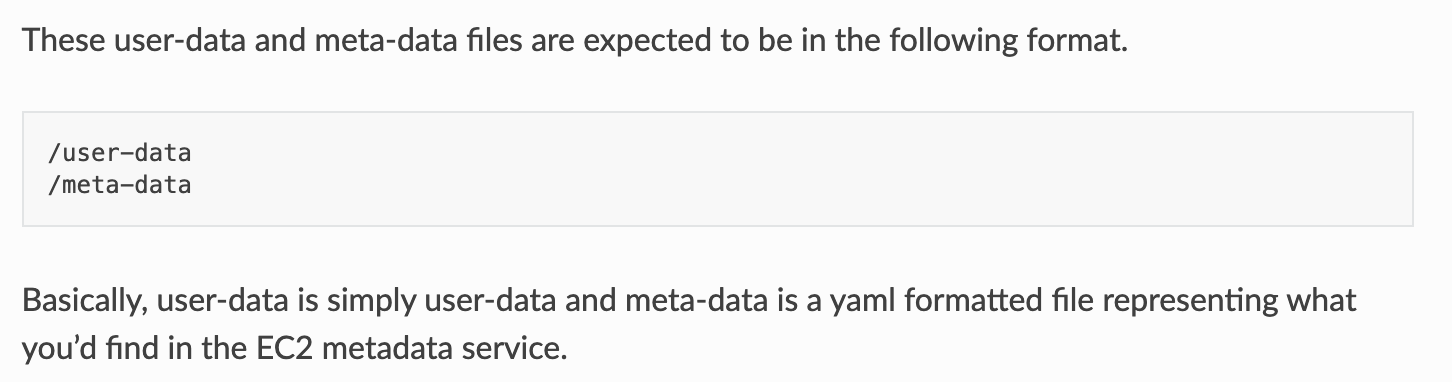 These user-data and meta-data files are expected to be in the following format.
/user-data
/meta-data
Basically, user-data is simply user-data and meta-data is a yaml formatted file representing what
you’d find in the EC2 metadata service.